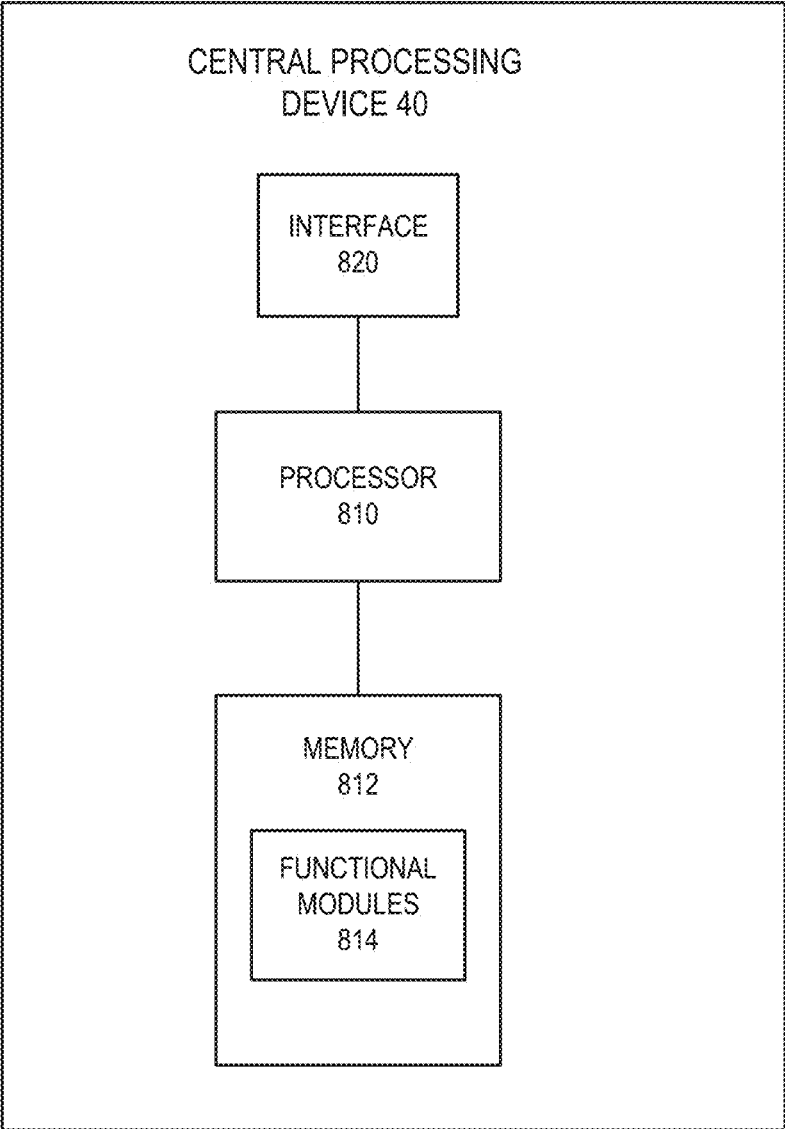 CENTRAL PROCESSING
DEVICE 40
INTERFACE
820
PROCESSOR
810
MEMORY
812
FUNCTIONAL
MODULES
814